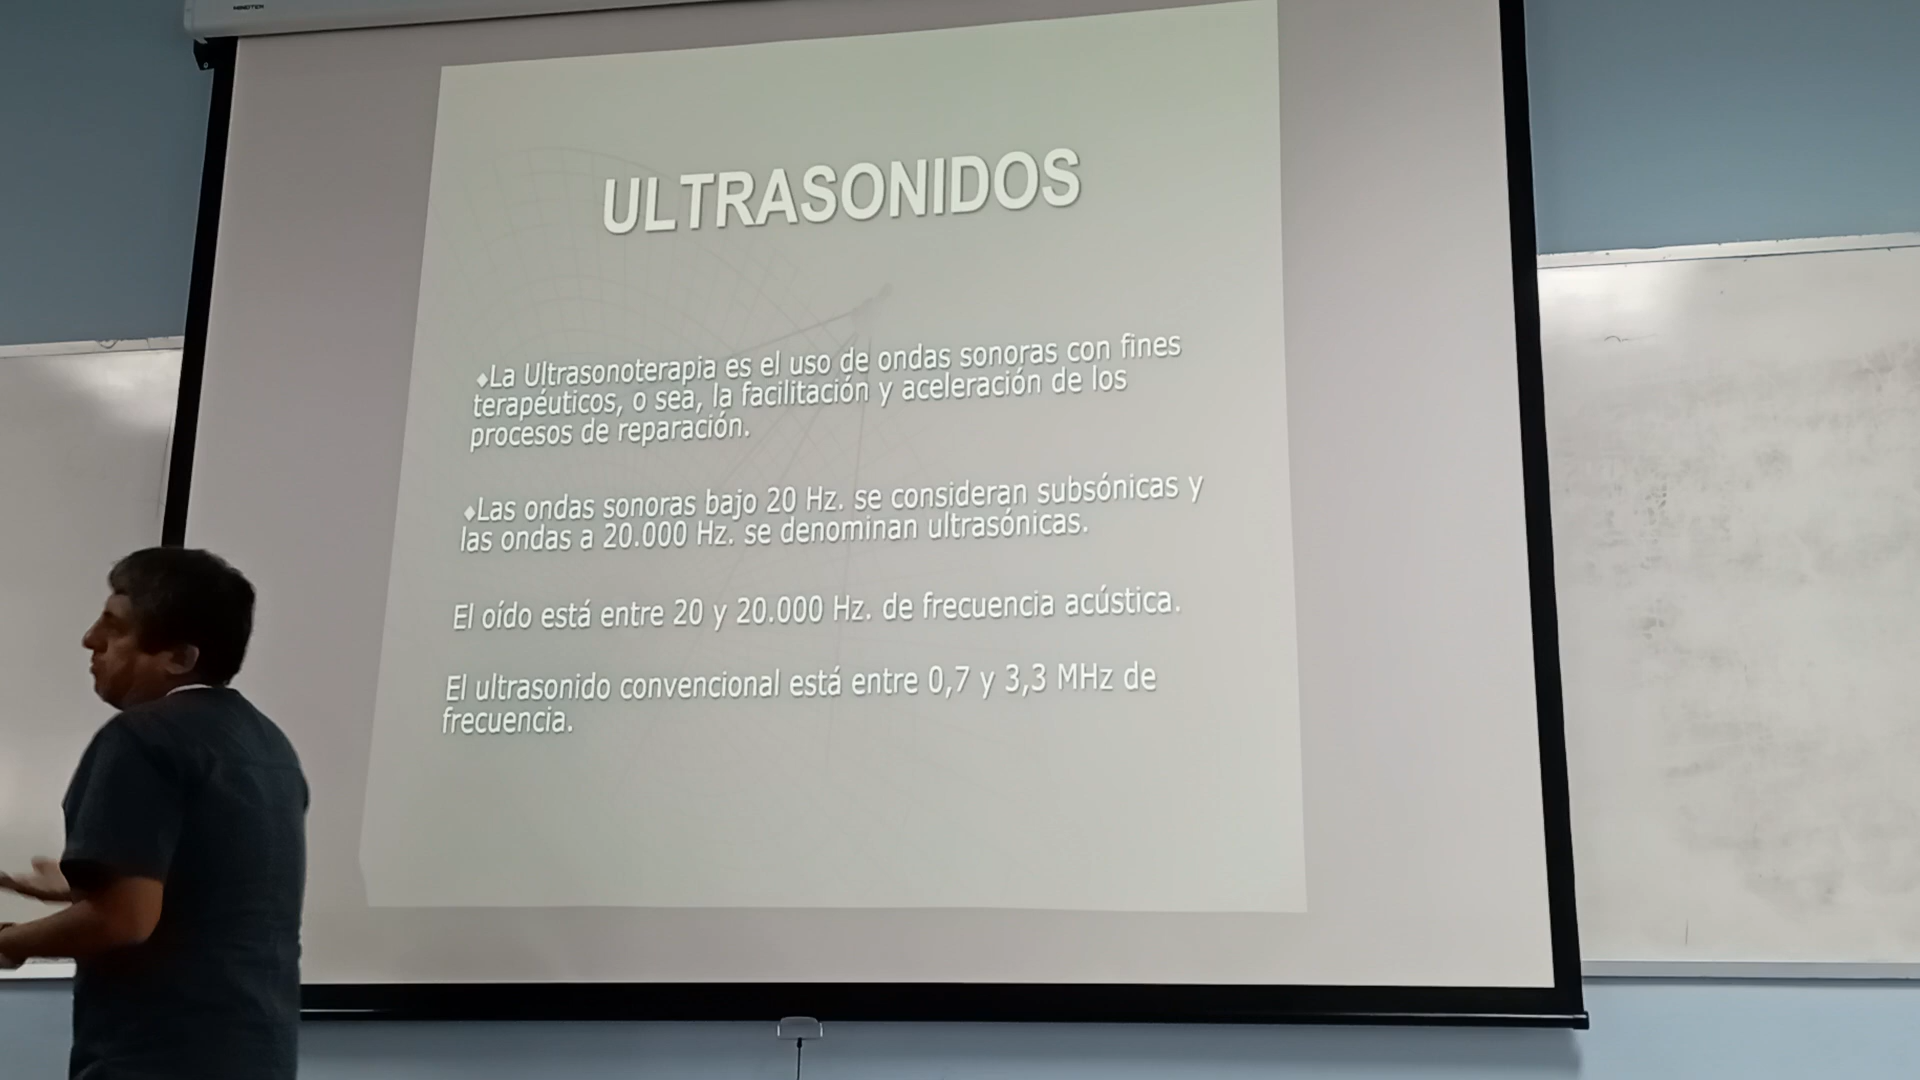 ULTRASONIDOS
♦La Ultrasonoterapia es el uso de ondas sonoras con fines
terapéuticos, o sea, la facilitación y aceleración de los
procesos de reparación.
♦Las ondas sonoras bajo 20 Hz. se consideran subsónicas y
las ondas a 20.000 Hz. se denominan ultrasónicas.
El oído está entre 20 y 20.000 Hz. de frecuencia acústica.
El ultrasonido convencional está entre 0,7 y 3,3 MHz de
frecuencia.